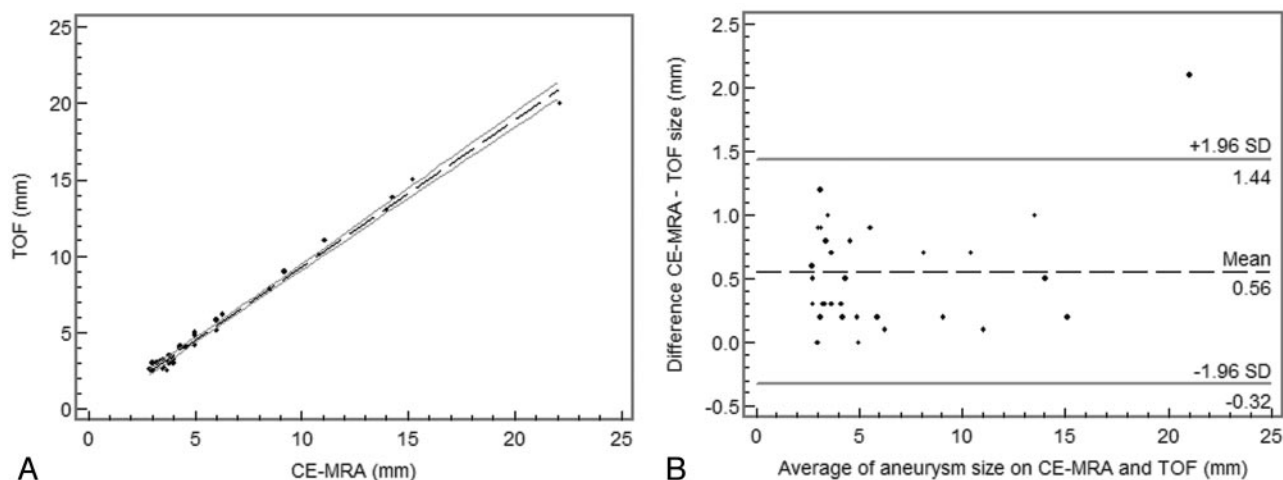 25
20
15
10
5
0
TOF (mm)
0 5 10 15 20 25
CE-MRA (mm)
A
2.5
2.0
1.5
1.0
0.5
0.0
-0.5
Difference CE-MRA - TOF size (mm)
+1.96 SD
1.44
Mean
0.56
-1.96 SD
-0.32
0 5 10 15 20 25
Average of aneurysm size on CE-MRA and TOF (mm)
B